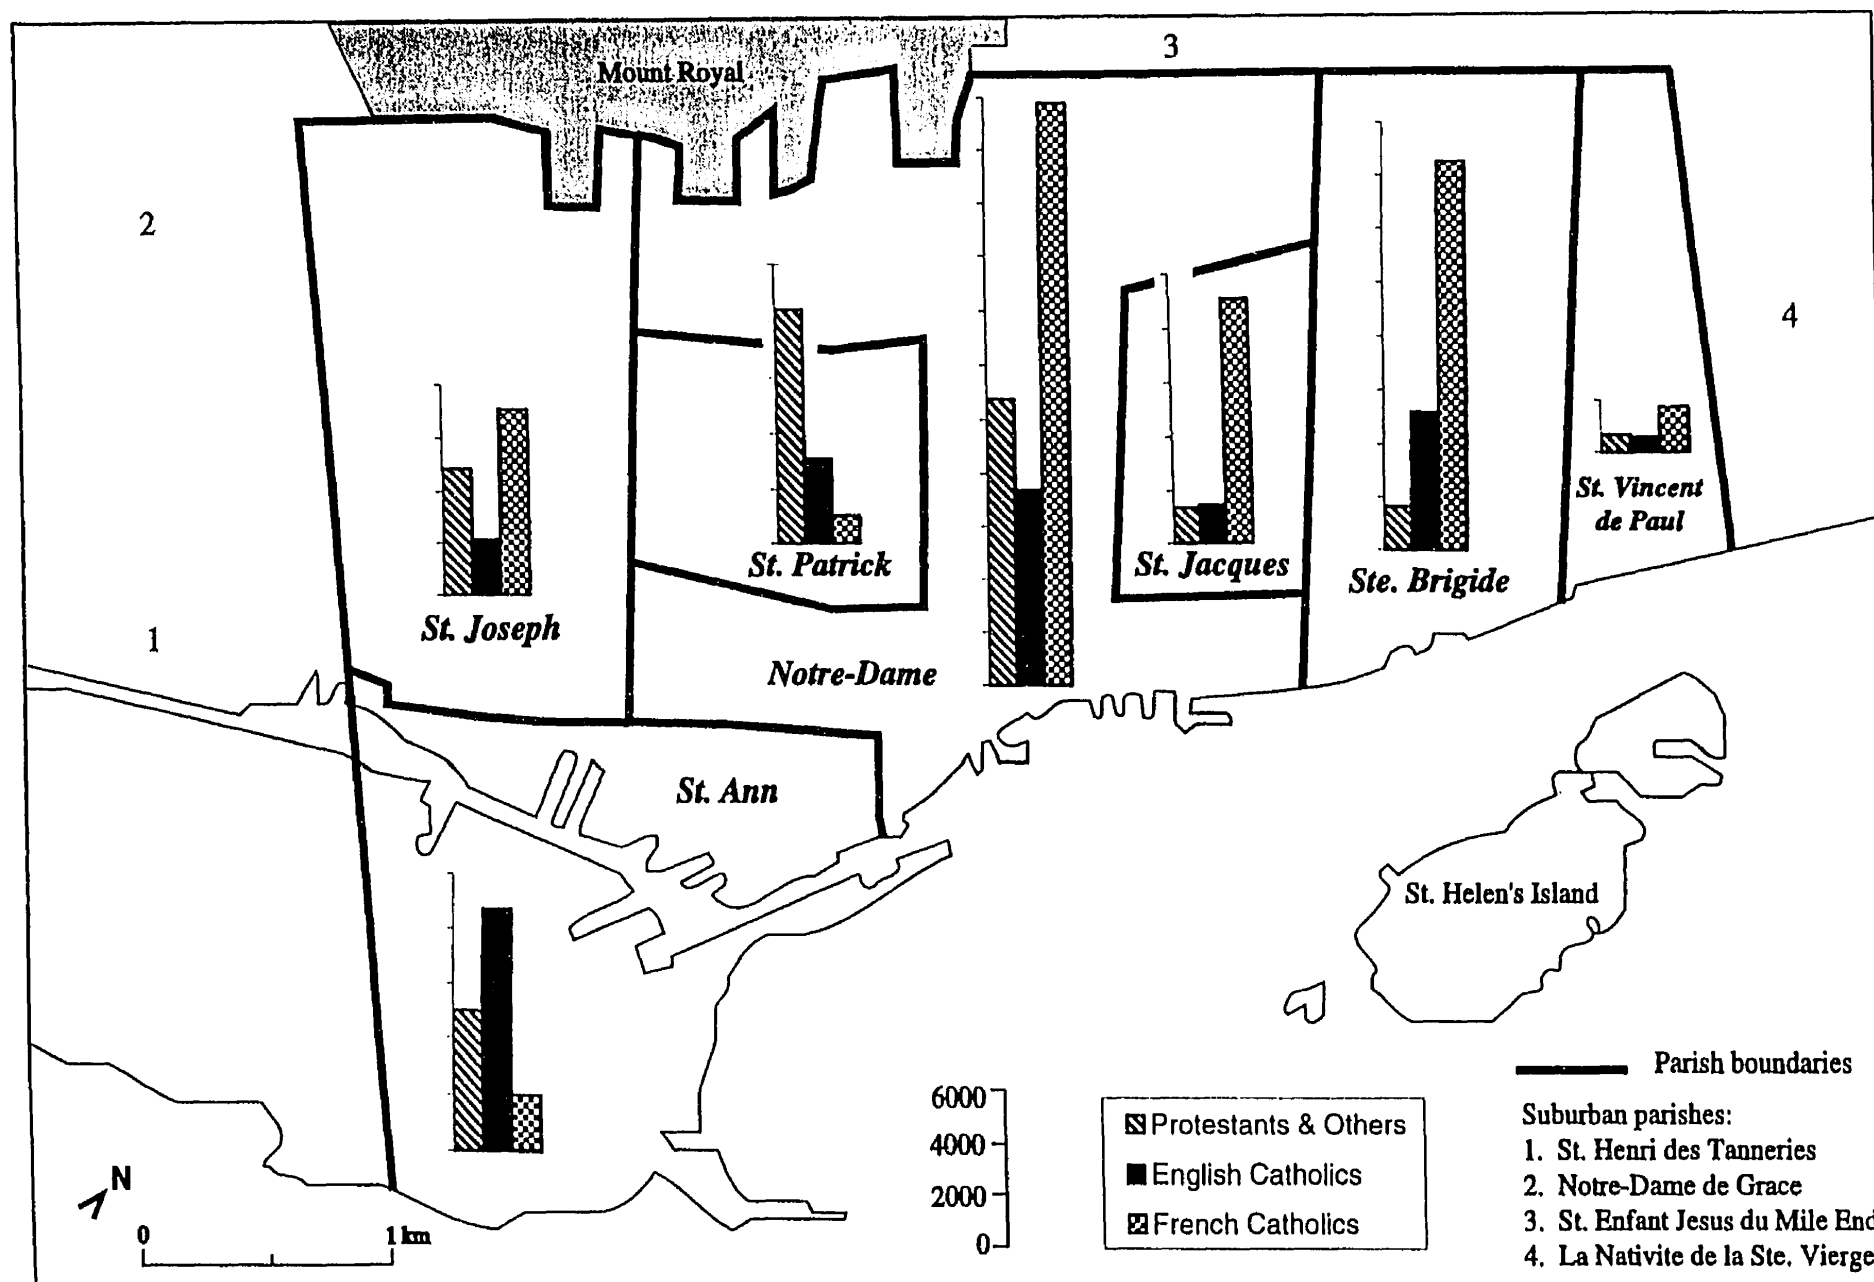 Mount Royal
3
2
4
St. Vincent
de Paul
St. Patrick
St. Jacques
Ste. Brigide
St. Joseph
1
Notre-Dame
St. Ann
St. Helen's Island
N
0 1 km
6000
4000
2000
0
Protestants & Others
English Catholics
French Catholics
Parish boundaries
Suburban parishes:
1. St. Henri des Tanneries
2. Notre-Dame de Grace
3. St. Enfant Jesus du Mile End
4. La Nativite de la Ste. Vierge